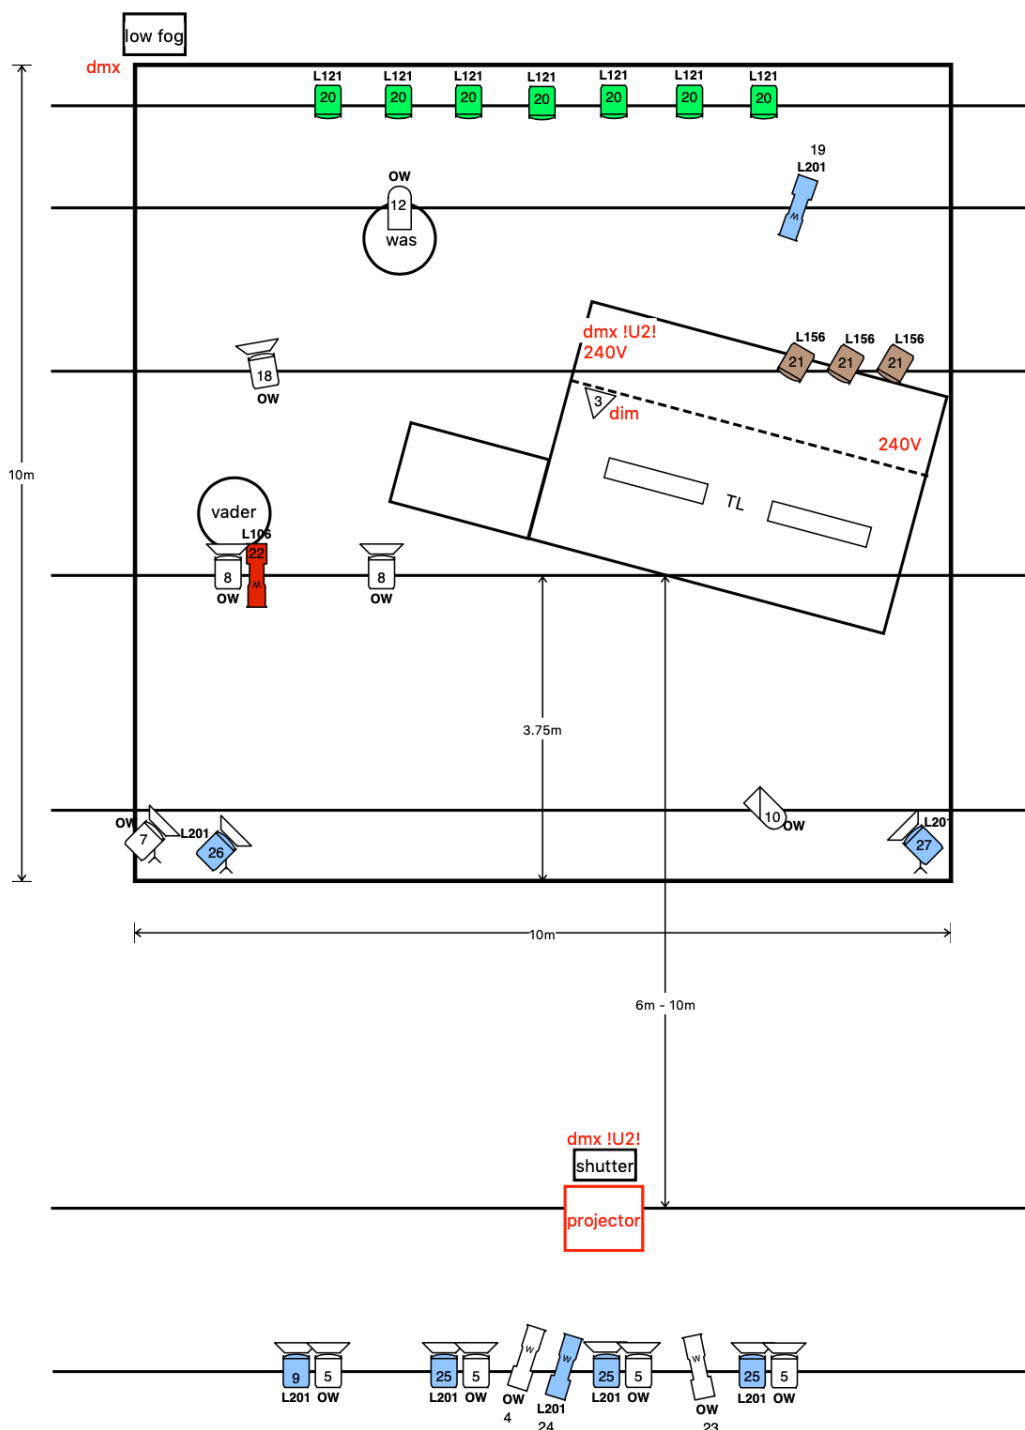 low fog
dmx
L121 L121 L121 L121 L121 L121 L121
20 20 20 20 20 20 20
19
L201
W
OW
12
was
dmx !U2!
240V
L156 L156 L156
21 21 21
18
OW
3
dim
240V
10m
TL
vader
L106
22
8
W
8
OW
OW
3.75m
OW
7
L201
26
10
OW
L201
27
10m
6m - 10m
dmx !U2!
shutter
projector
9 5 25 5 W W 25 5 W 25 5
L201 OW L201 OW OW L201 L201 OW OW L201 OW
4 24 23